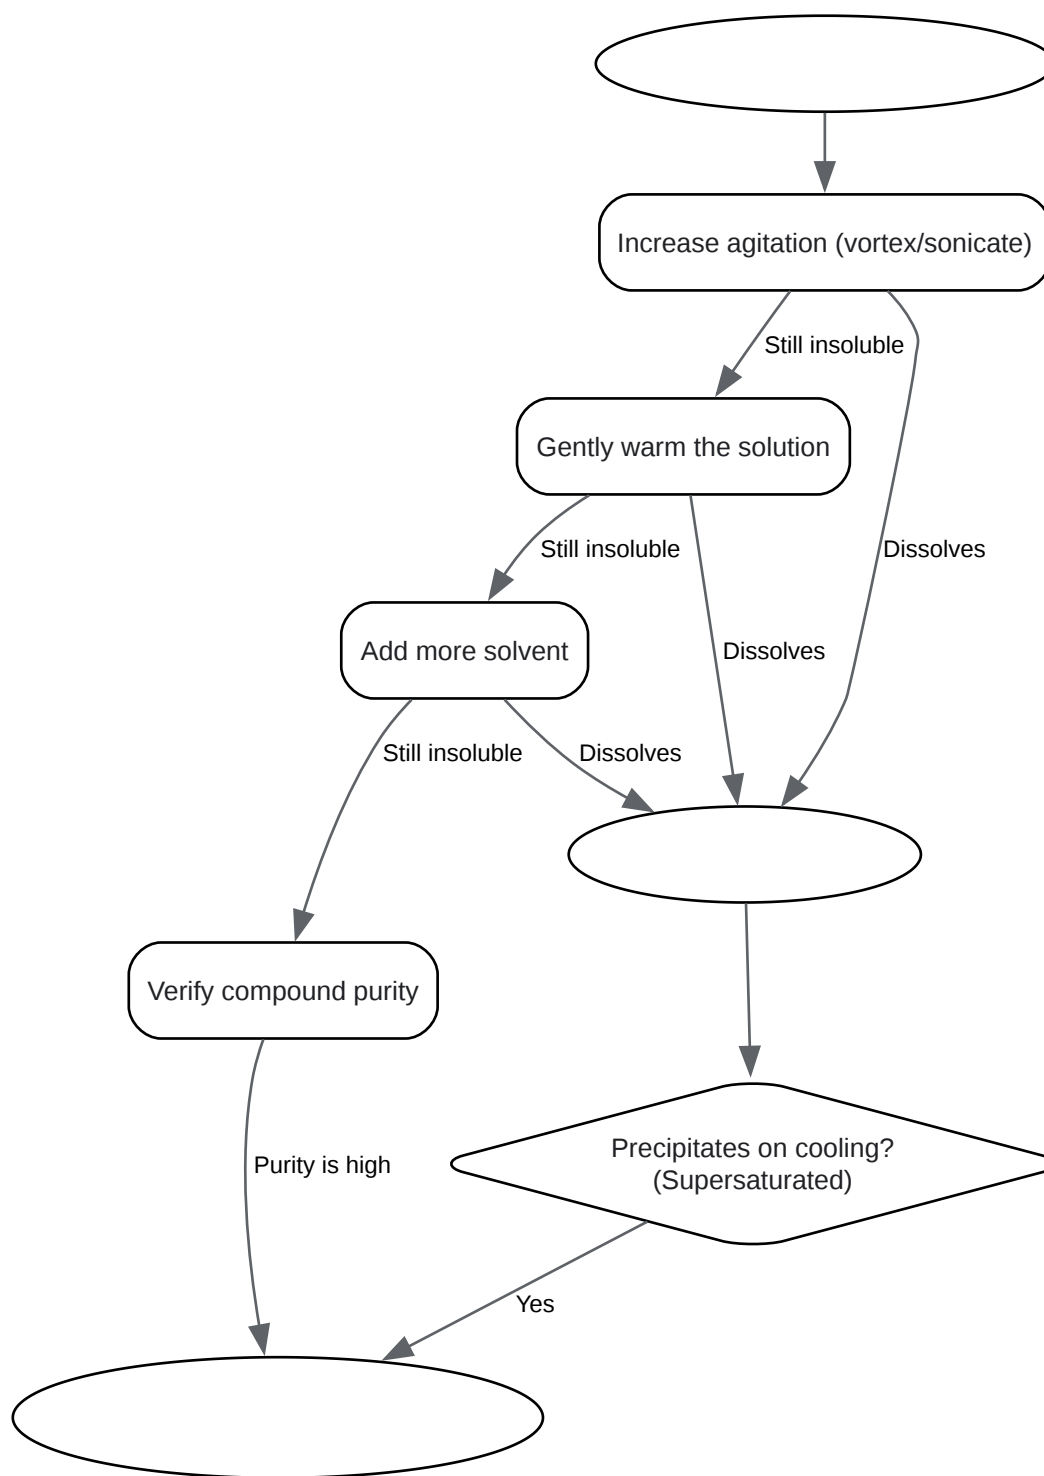 Increase agitation (vortex/sonicate)
Still insoluble
Gently warm the solution
Still insoluble
Dissolves
Add more solvent
Dissolves
Still insoluble
Dissolves
Verify compound purity
Precipitates on cooling?
(Supersaturated)
Purity is high
Yes